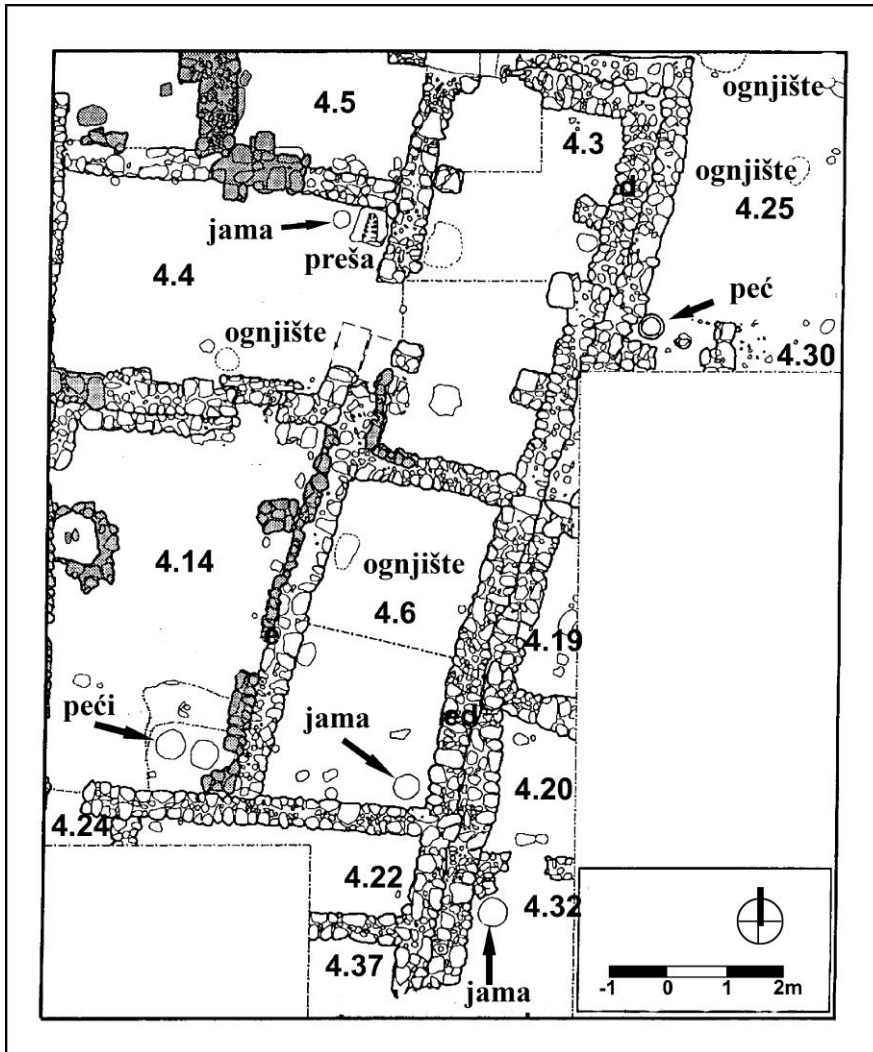 ognjište
4.5
4.3
ognjište
d
4.25
jama
preša
4.4
peć
ognjište
4.30
4.14
ognjište
4.6
e
4.19
peći
jama
ed
4.20
4.24
4.22
4.32
4.37
jama
-1 0 1 2m